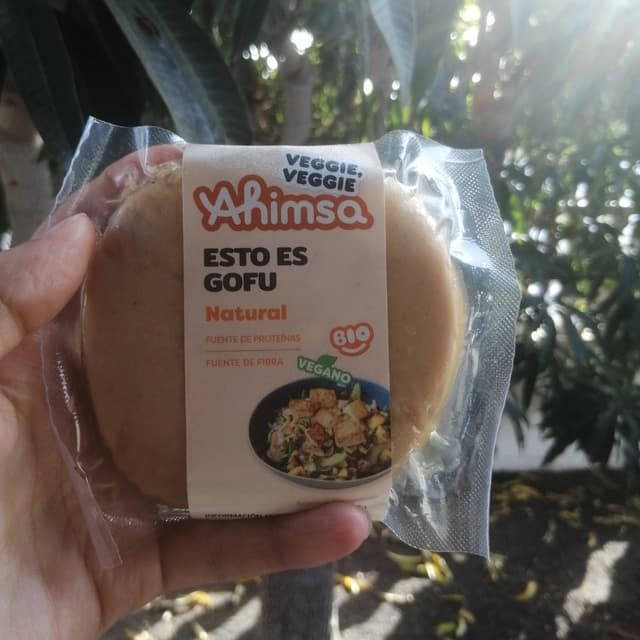 VEGGIE,
VEGGIE
Ahimsa
ESTO ES
GOFU
Natural
BIO
FUENTE DE PROTEÍNAS
FUENTE DE FIBRA
VEGANO